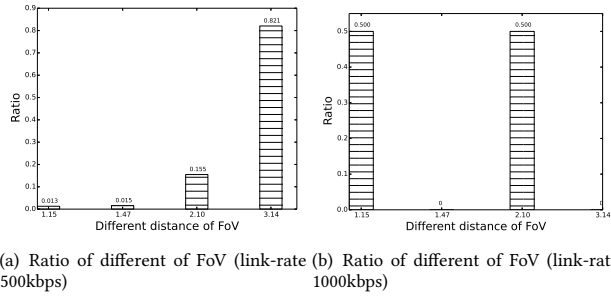 0.9
0.8
0.7
0.6
0.5
0.4
0.3
0.2
0.1
0.0
Ratio
0.013
0.015
0.155
0.821
1.15 1.47 2.10 3.14
Different distance of FoV
0.5
0.4
0.3
0.2
0.1
0.0
Ratio
0.500
0
0.500
0
1.15 1.47 2.10 3.14
Different distance of FoV
(a) Ratio of different of FoV (link-rate
500kbps)
(b) Ratio of different of FoV (link-rat
1000kbps)